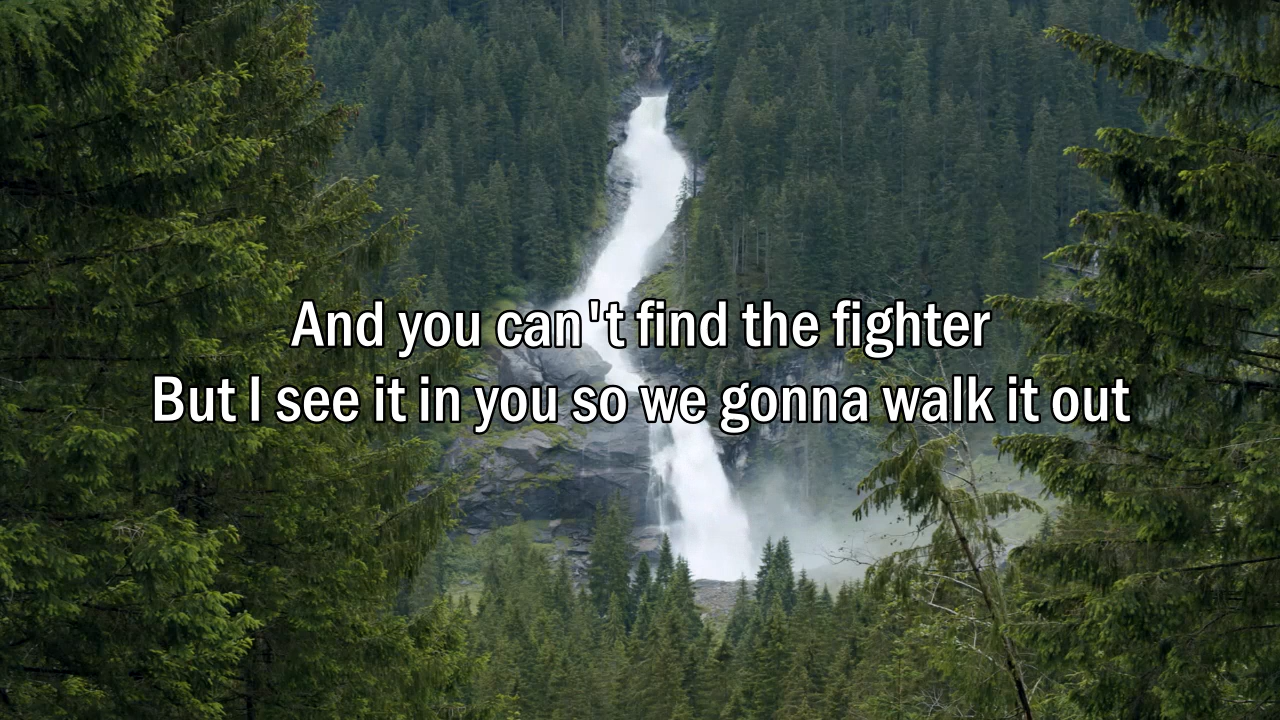 And you can't find the fighter
But I see it in you so we gonna walk it out